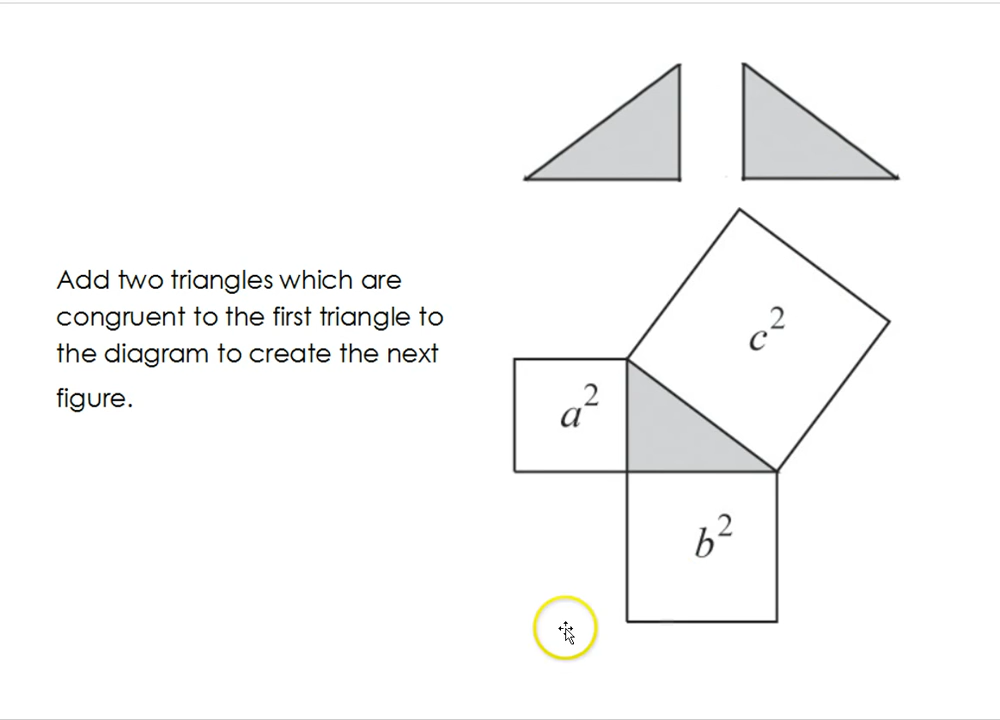 Add two triangles which are
congruent to the first triangle to
the diagram to create the next
figure.
c²
a²
b²